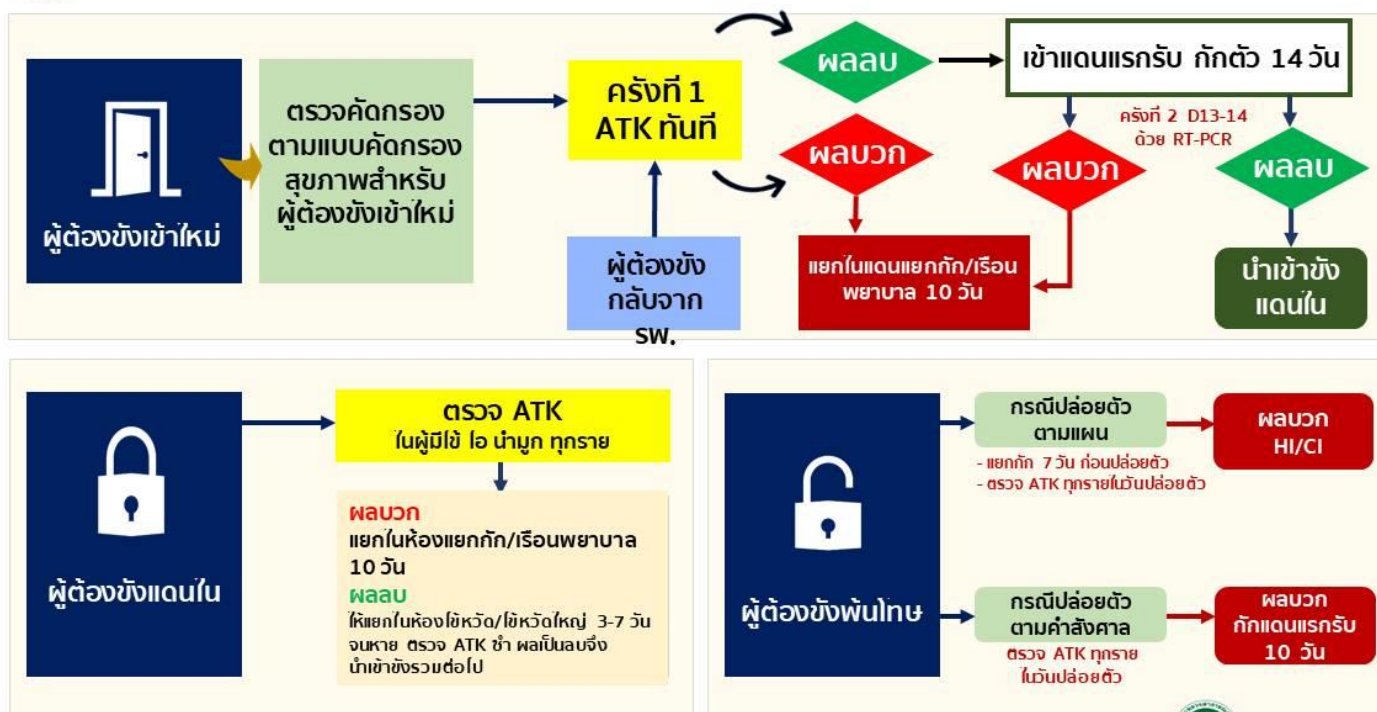 ผู้ต้องขังเข้าใหม่
ตรวจคัดกรอง
ตามแบบคัดกรอง
สุขภาพสำหรับ
ผู้ต้องขังเข้าใหม่
ครั้งที่ 1
ATK ทันที
ผู้ต้องขัง
กลับจาก
รพ.
ผลลบ
ผลบวก
เข้าแดนแรกรับ กักตัว 14 วัน
ครั้งที่ 2 D13-14
ด้วย RT-PCR
ผลบวก
ผลลบ
แยกในแดนแยกกัก/เรือน
พยาบาล 10 วัน
นำเข้าขัง
แดนใน
ผู้ต้องขังแดนใน
ตรวจ ATK
ในผู้มีไข้ ไอ น้ำมูก ทุกราย
ผลบวก
แยกในห้องแยกกัก/เรือนพยาบาล
10 วัน
ผลลบ
ให้แยกในห้องไข้หวัด/ไข้หวัดใหญ่ 3-7 วัน
จนหาย ตรวจ ATK ซ้ำ ผลเป็นลบจึง
นำเข้าขังรวมต่อไป
ผู้ต้องขังพ้นโทษ
กรณีปล่อยตัว
ตามแผน
- แยกกัก 7 วัน ก่อนปล่อยตัว
- ตรวจ ATK ทุกรายในวันปล่อยตัว
ผลบวก
HI/CI
กรณีปล่อยตัว
ตามคำสั่งศาล
ตรวจ ATK ทุกราย
ในวันปล่อยตัว
ผลบวก
กักแดนแรกรับ
10 วัน